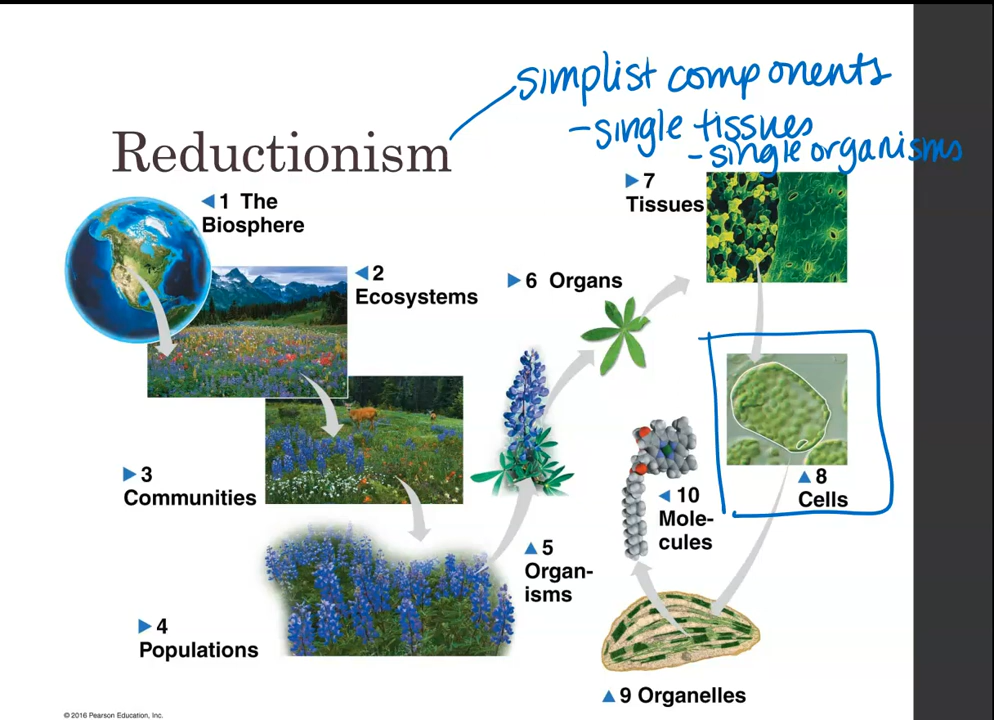 simplist components
-single tissues
-single organisms
Reductionism
◀1 The
Biosphere
◀2
Ecosystems
▶3
Communities
▶4
Populations
▲5
Organ-
isms
▶6 Organs
▶7
Tissues
▲8
Cells
▲9 Organelles
◀10
Mole-
cules
© 2016 Pearson Education, Inc.